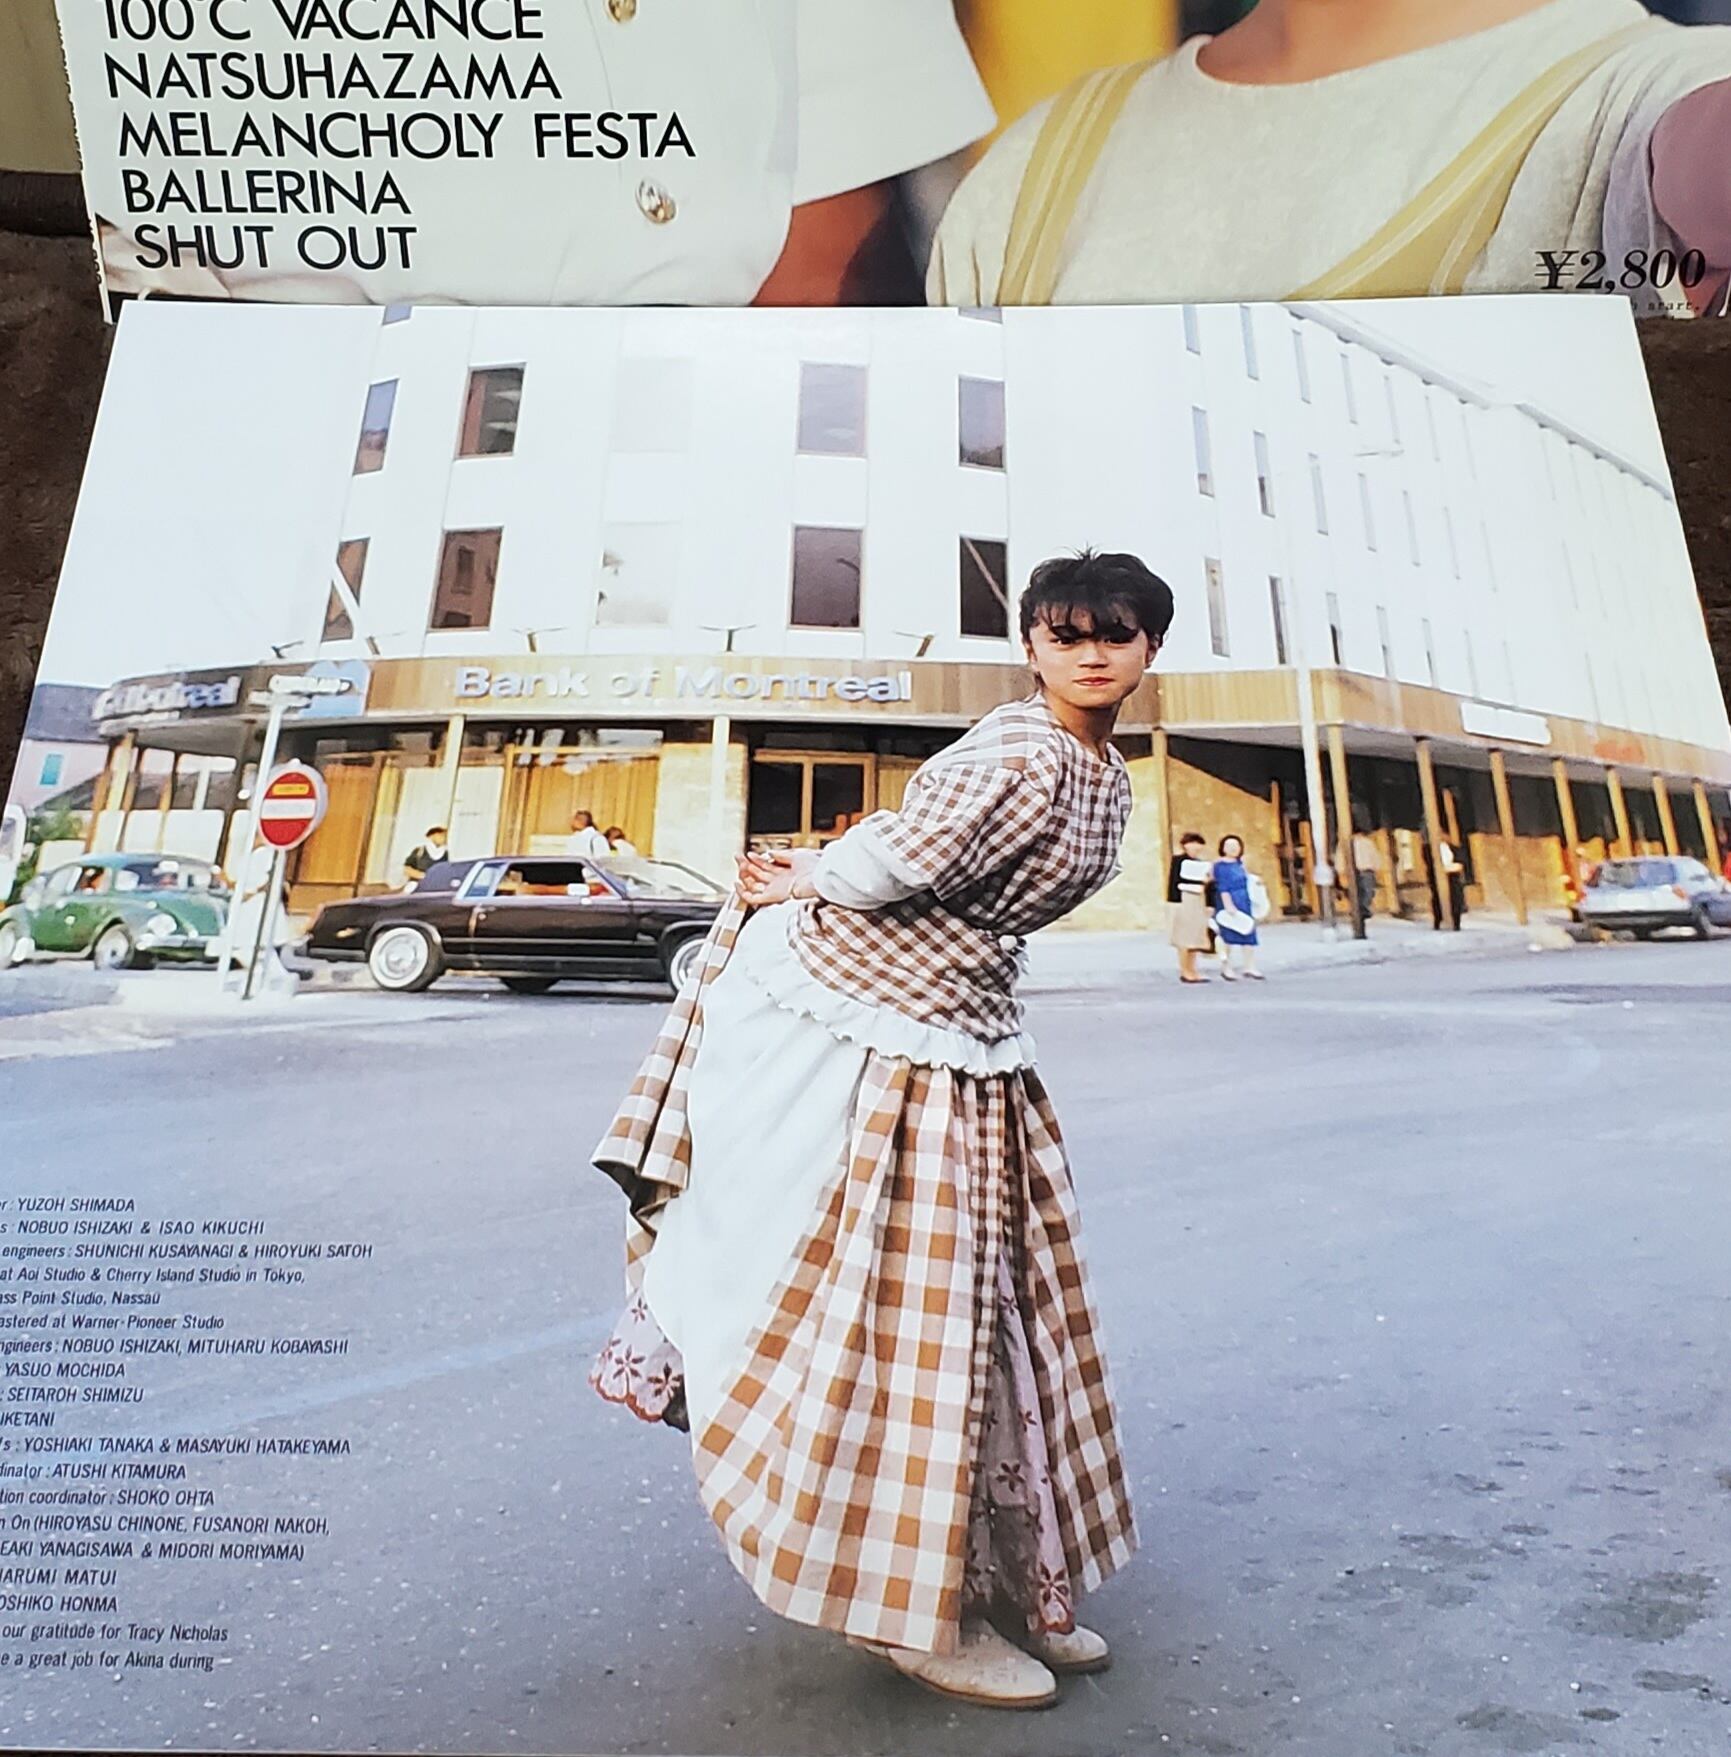 100°C VACANCE
NATSUHAZAMA
MELANCHOLY FESTA
BALLERINA
SHUT OUT
¥2,800
start.
Bank of Montreal
r : YUZOH SHIMADA
s : NOBUO ISHIZAKI & ISAO KIKUCHI
engineers : SHUNICHI KUSAYANAGI & HIROYUKI SATOH
at Aoi Studio & Cherry Island Studio in Tokyo,
ass Point Studio, Nassau
astered at Warner-Pioneer Studio
ngineers : NOBUO ISHIZAKI, MITUHARU KOBAYASHI
YASUO MOCHIDA
: SEITAROH SHIMIZU
IKETANI
's : YOSHIAKI TANAKA & MASAYUKI HATAKEYAMA
dinator : ATUSHI KITAMURA
tion coordinator : SHOKO OHTA
n On (HIROYASU CHINONE, FUSANORI NAKOH,
EAKI YANAGISAWA & MIDORI MORIYAMA)
HARUMI MATUI
OSHIKO HONMA
our gratitude for Tracy Nicholas
e a great job for Akina during